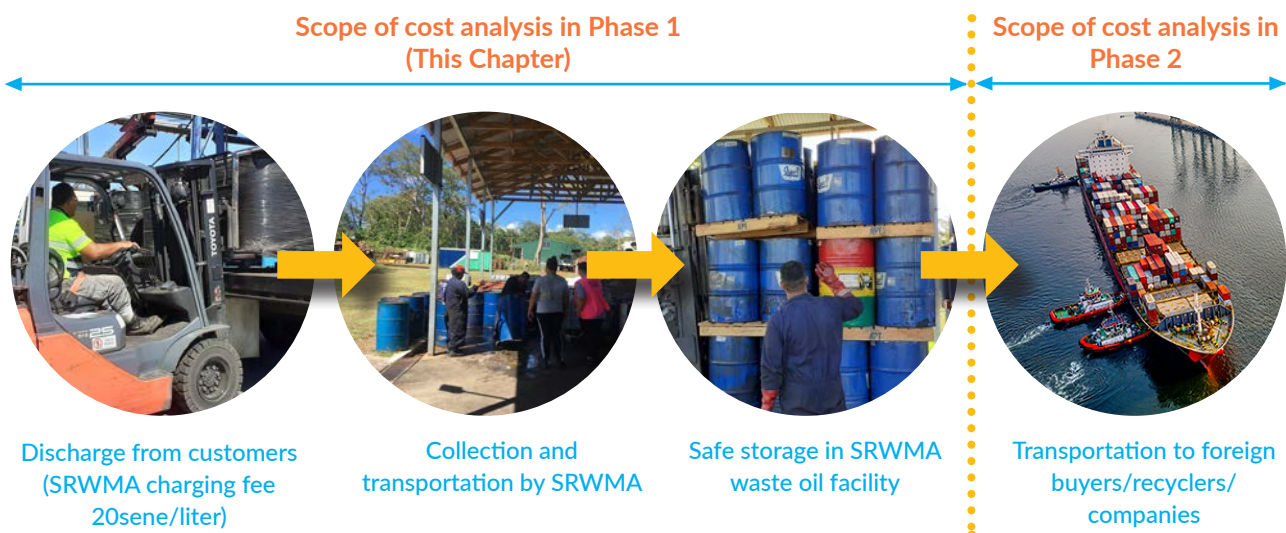 Scope of cost analysis in Phase 1
(This Chapter)
Scope of cost analysis in
Phase 2
TOYOTA
25
Discharge from customers
(SRWMA charging fee
20sene/liter)
Collection and
transportation by SRWMA
Safe storage in SRWMA
waste oil facility
Transportation to foreign
buyers/recyclers/
companies